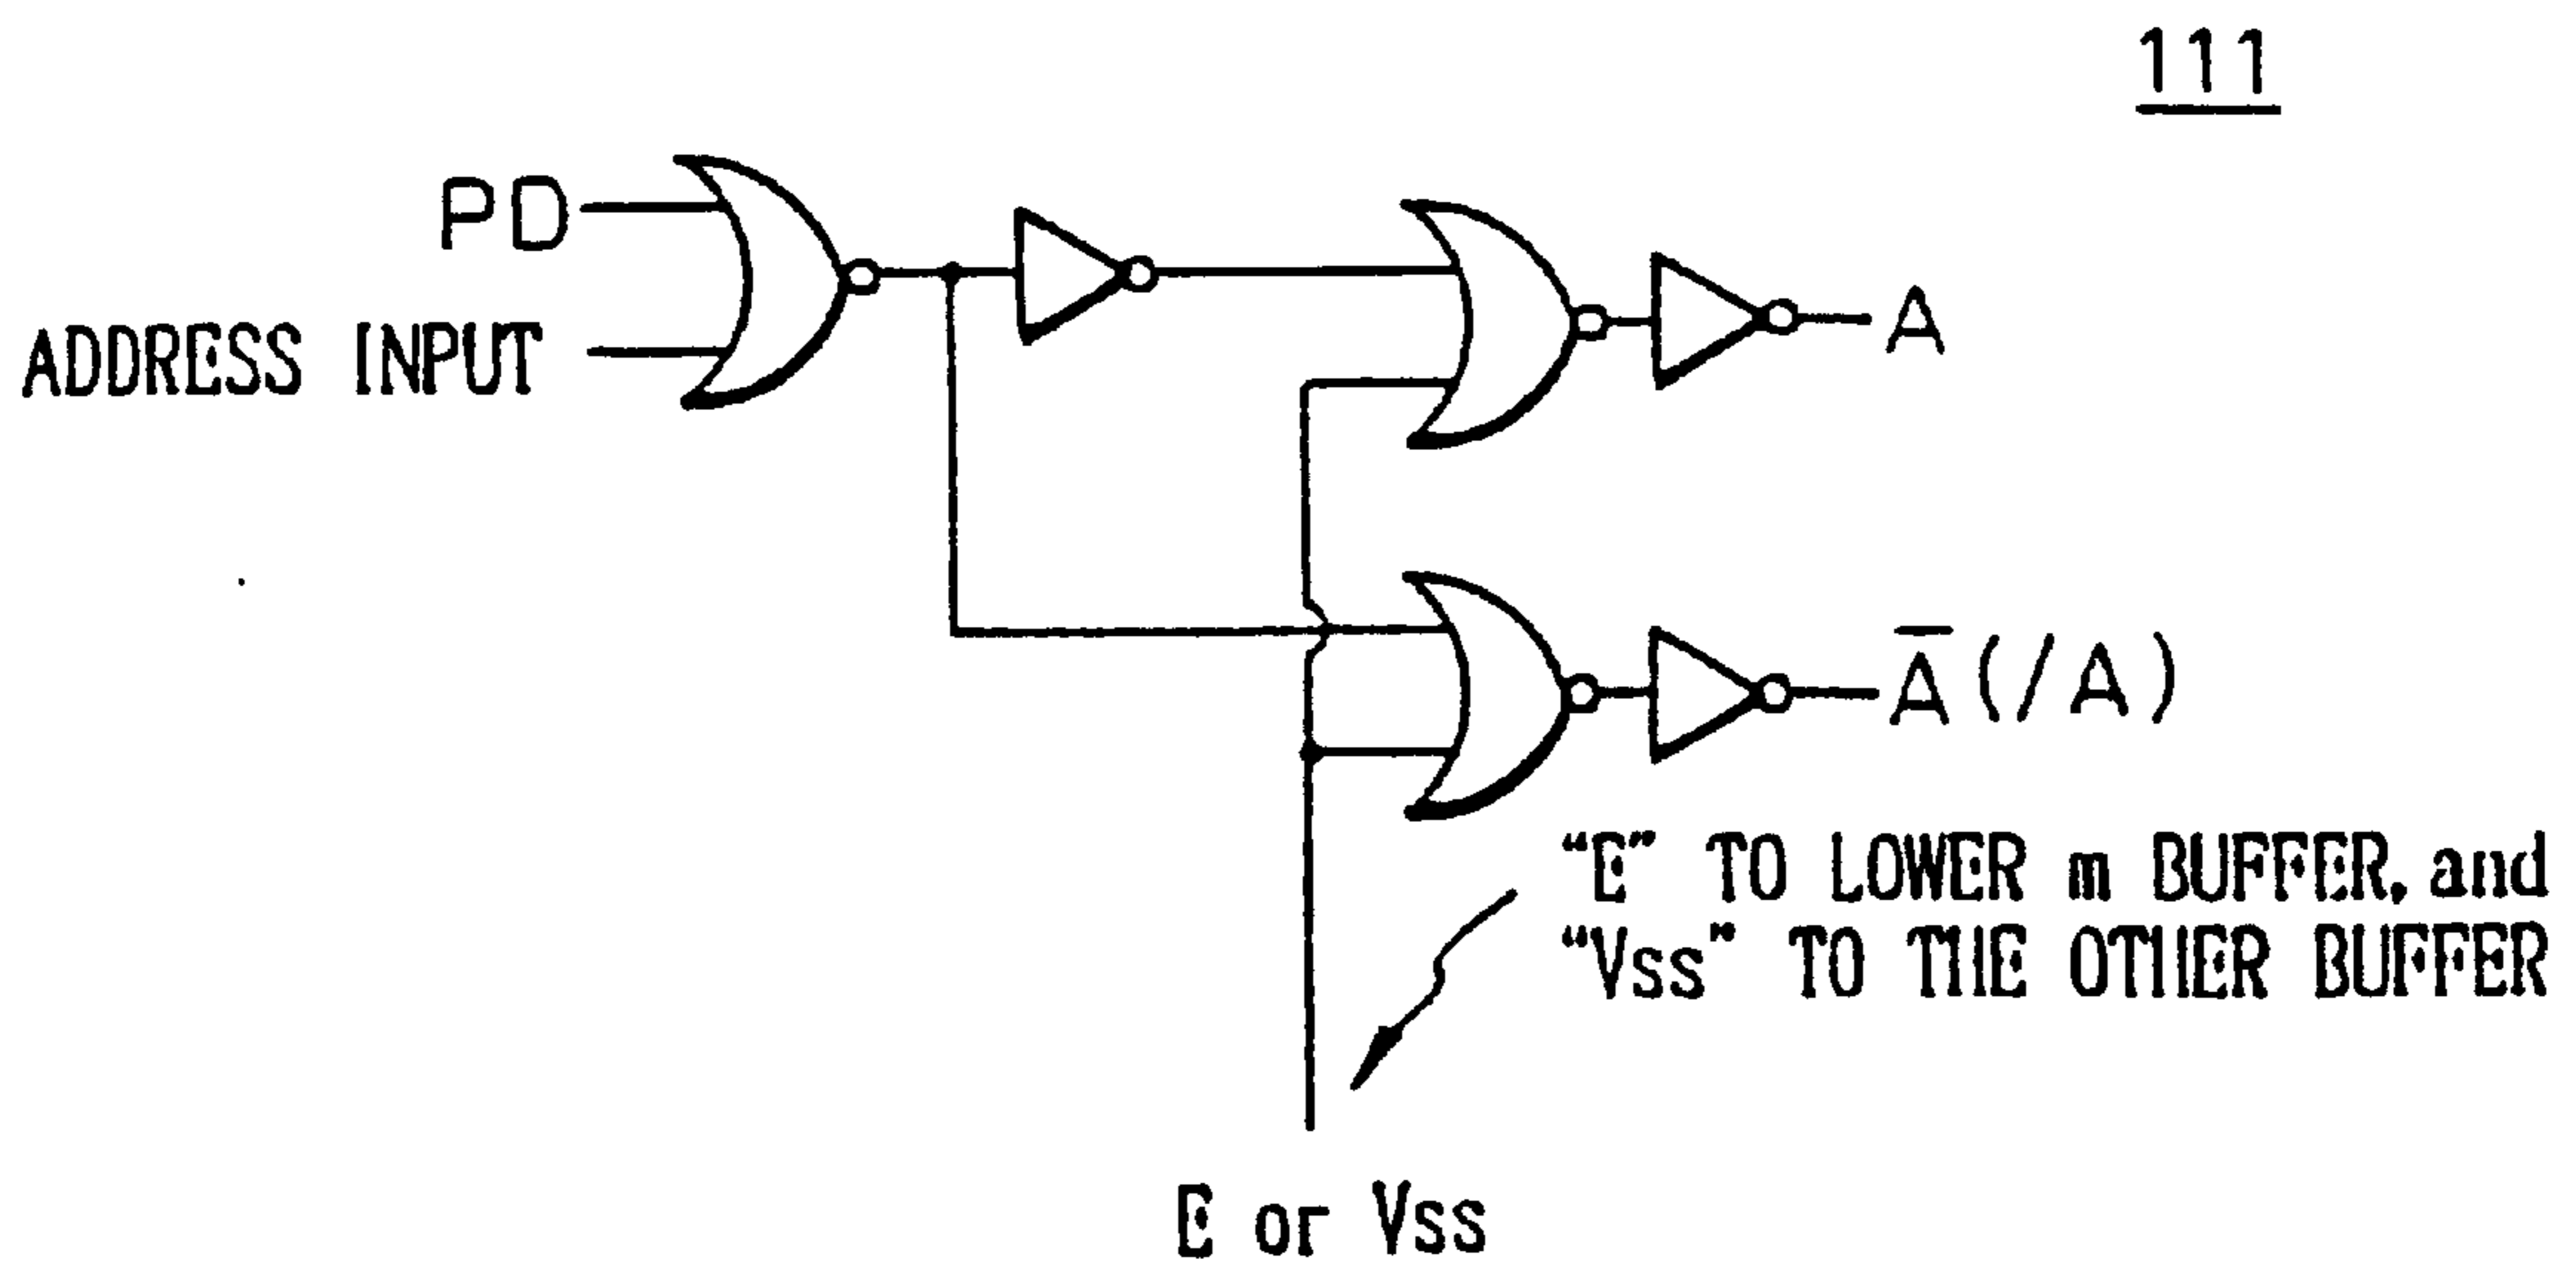 111
PD
ADDRESS INPUT
A
A̅ (/A)
“E” TO LOWER m BUFFER, and
“Vss” TO THE OTHER BUFFER
E or Vss